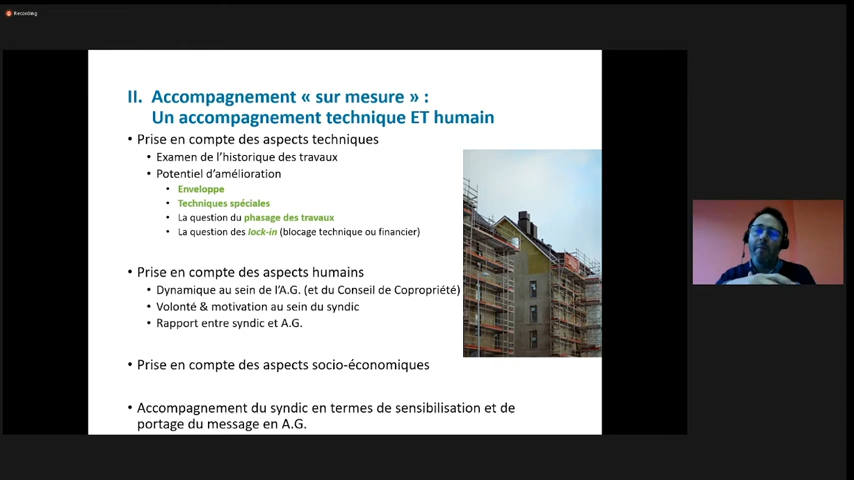 Recording
II. Accompagnement « sur mesure » :
Un accompagnement technique ET humain
• Prise en compte des aspects techniques
• Examen de l'historique des travaux
• Potentiel d'amélioration
• Enveloppe
• Techniques spéciales
• La question du phasage des travaux
• La question des lock-in (blocage technique ou financier)
• Prise en compte des aspects humains
• Dynamique au sein de l'A.G. (et du Conseil de Copropriété)
• Volonté & motivation au sein du syndic
• Rapport entre syndic et A.G.
• Prise en compte des aspects socio-économiques
• Accompagnement du syndic en termes de sensibilisation et de
portage du message en A.G.